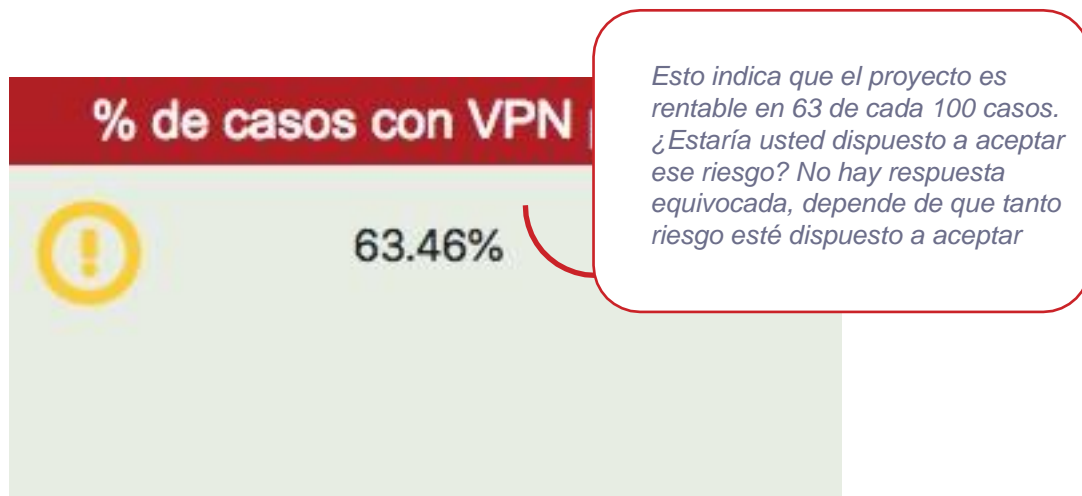 % de casos con VPN
63.46%
Esto indica que el proyecto es
rentable en 63 de cada 100 casos.
¿Estaría usted dispuesto a aceptar
ese riesgo? No hay respuesta
equivocada, depende de que tanto
riesgo esté dispuesto a aceptar